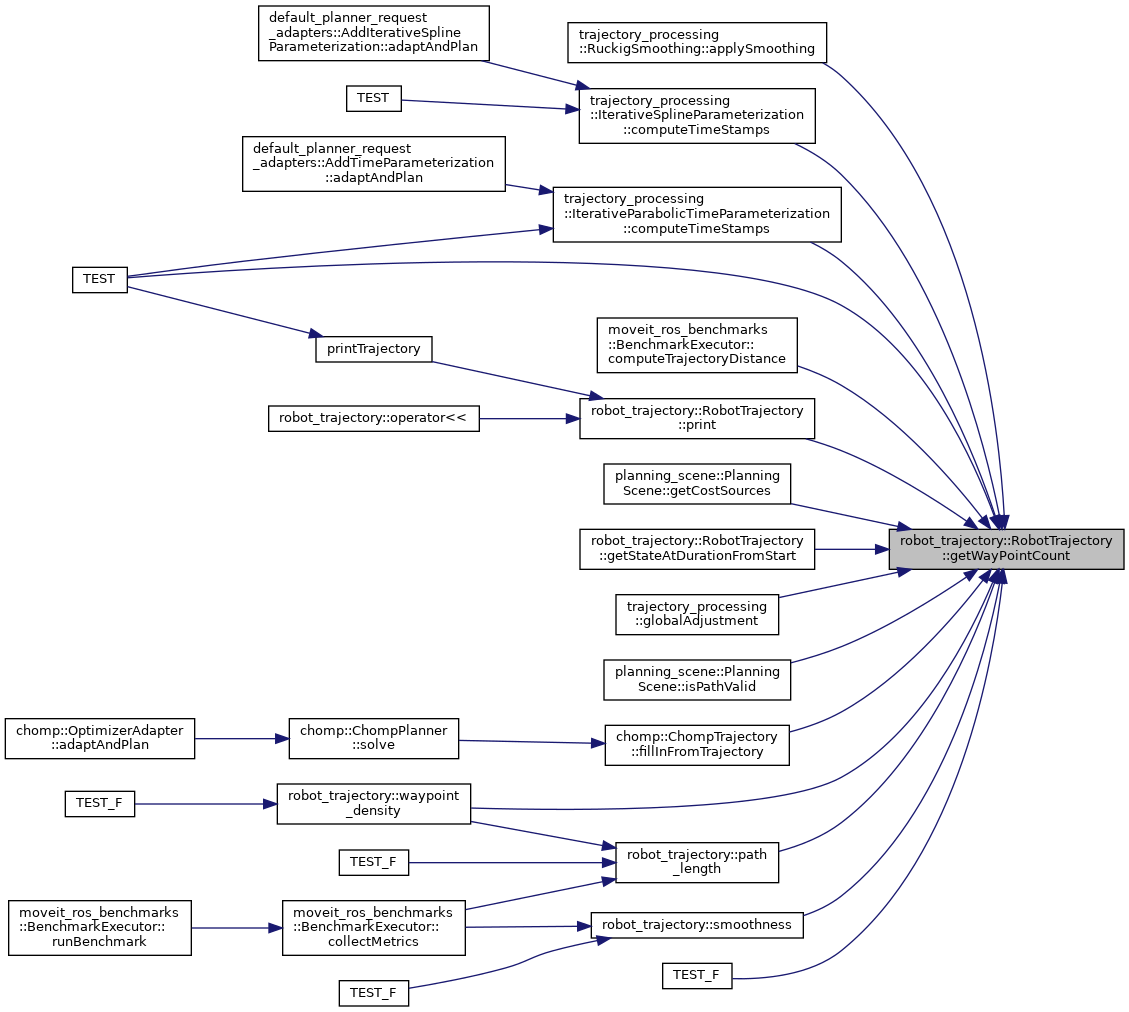 default_planner_request
_adapters::AddIterativeSpline
Parameterization::adaptAndPlan
trajectory_processing
::RuckigSmoothing::applySmoothing
TEST
trajectory_processing
::IterativeSplineParameterization
::computeTimeStamps
default_planner_request
_adapters::AddTimeParameterization
::adaptAndPlan
trajectory_processing
::IterativeParabolicTimeParameterization
::computeTimeStamps
TEST
printTrajectory
moveit_ros_benchmarks
::BenchmarkExecutor::
computeTrajectoryDistance
robot_trajectory::operator<<
robot_trajectory::RobotTrajectory
::print
planning_scene::Planning
Scene::getCostSources
robot_trajectory::RobotTrajectory
::getStateAtDurationFromStart
robot_trajectory::RobotTrajectory
::getWayPointCount
trajectory_processing
::globalAdjustment
planning_scene::Planning
Scene::isPathValid
chomp::OptimizerAdapter
::adaptAndPlan
chomp::ChompPlanner
::solve
chomp::ChompTrajectory
::fillInFromTrajectory
TEST_F
robot_trajectory::waypoint
_density
TEST_F
robot_trajectory::path
_length
moveit_ros_benchmarks
::BenchmarkExecutor::
runBenchmark
moveit_ros_benchmarks
::BenchmarkExecutor::
collectMetrics
robot_trajectory::smoothness
TEST_F
TEST_F